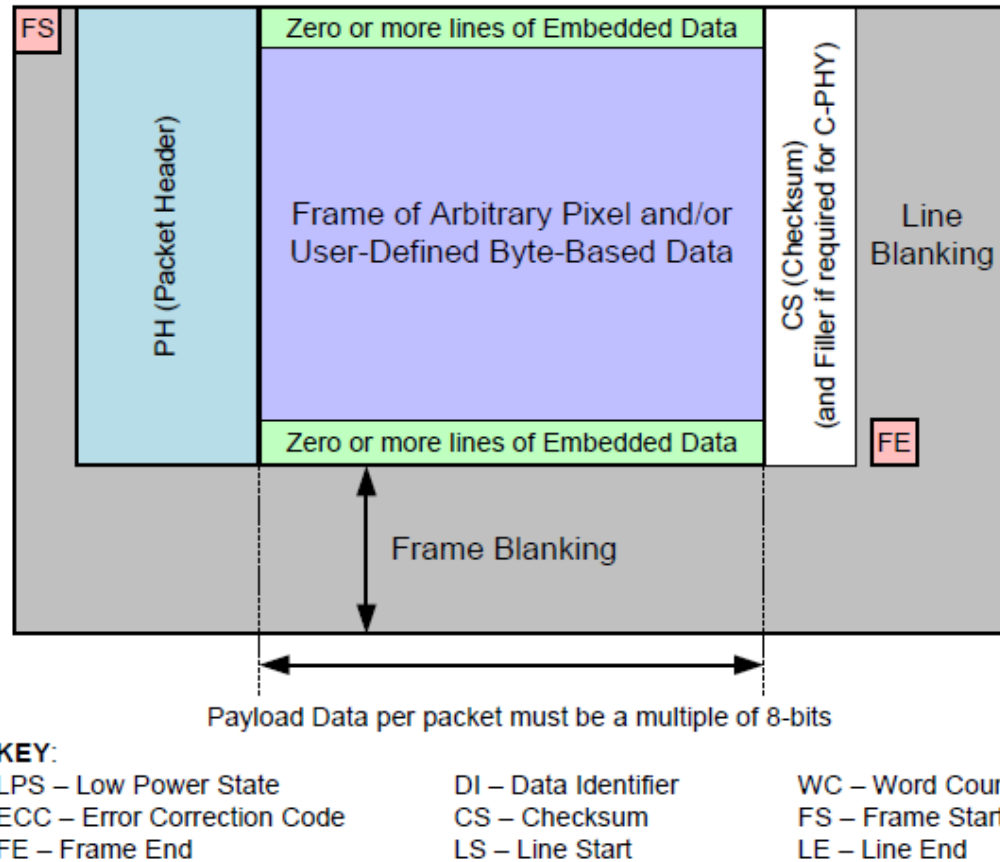 FS
Zero or more lines of Embedded Data
PH (Packet Header)
Frame of Arbitrary Pixel and/or
User-Defined Byte-Based Data
CS (Checksum)
(and Filler if required for C-PHY)
Line
Blanking
Zero or more lines of Embedded Data
FE
Frame Blanking
Payload Data per packet must be a multiple of 8-bits
KEY:
LPS – Low Power State DI – Data Identifier WC – Word Coun
ECC – Error Correction Code CS – Checksum FS – Frame Start
FE – Frame End LS – Line Start LE – Line End